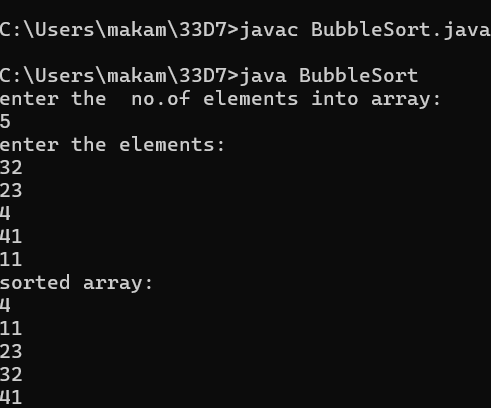 C:\Users\makam\33D7>javac BubbleSort.java
C:\Users\makam\33D7>java BubbleSort
enter the  no.of elements into array:
5
enter the elements:
32
23
4
41
11
sorted array:
4
11
23
32
41